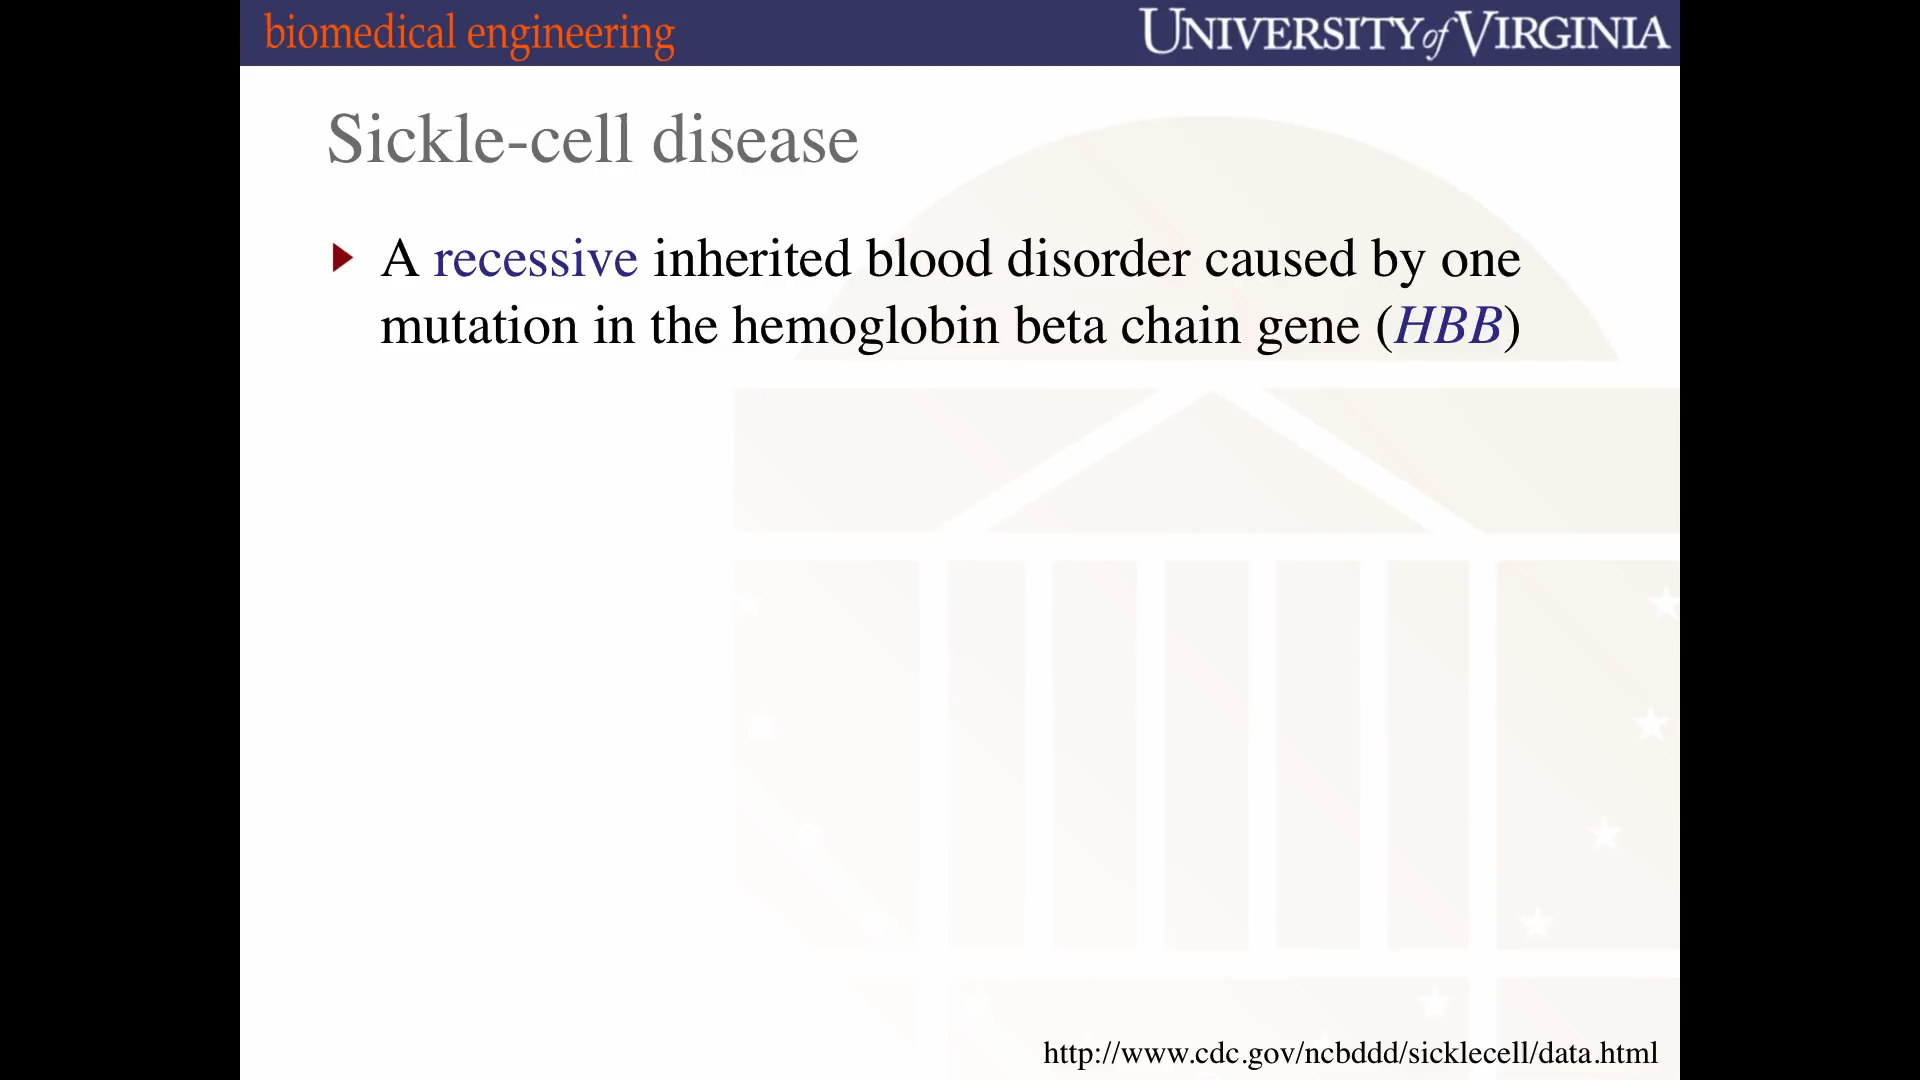 biomedical engineering
UNIVERSITY of VIRGINIA
Sickle-cell disease
A recessive inherited blood disorder caused by one
mutation in the hemoglobin beta chain gene (HBB)
http://www.cdc.gov/ncbddd/sicklecell/data.html